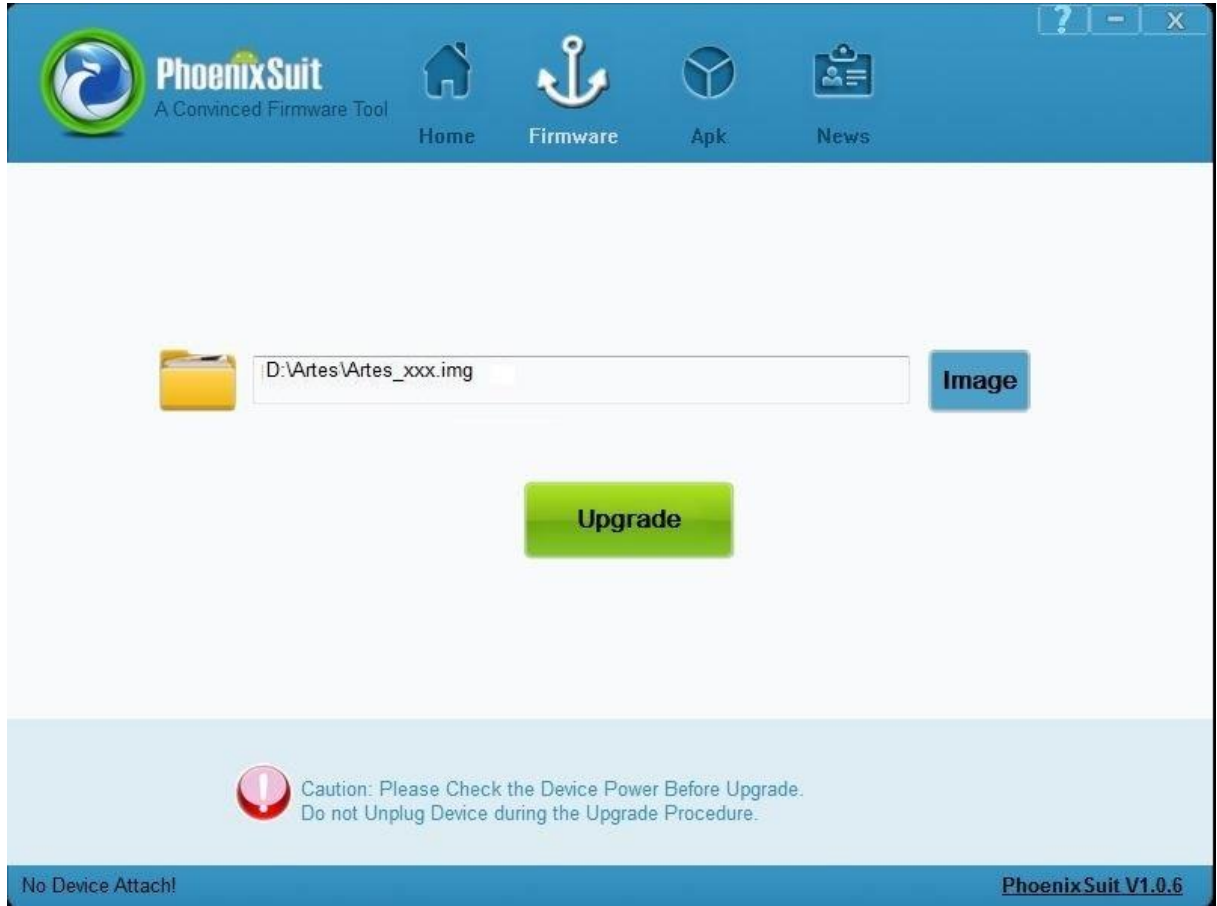 ? - X
PhoenixSuit
A Convinced Firmware Tool
Home Firmware Apk News
D:\Artes\Artes_xxx.img
Image
Upgrade
Caution: Please Check the Device Power Before Upgrade.
Do not Unplug Device during the Upgrade Procedure.
No Device Attach! PhoenixSuit V1.0.6